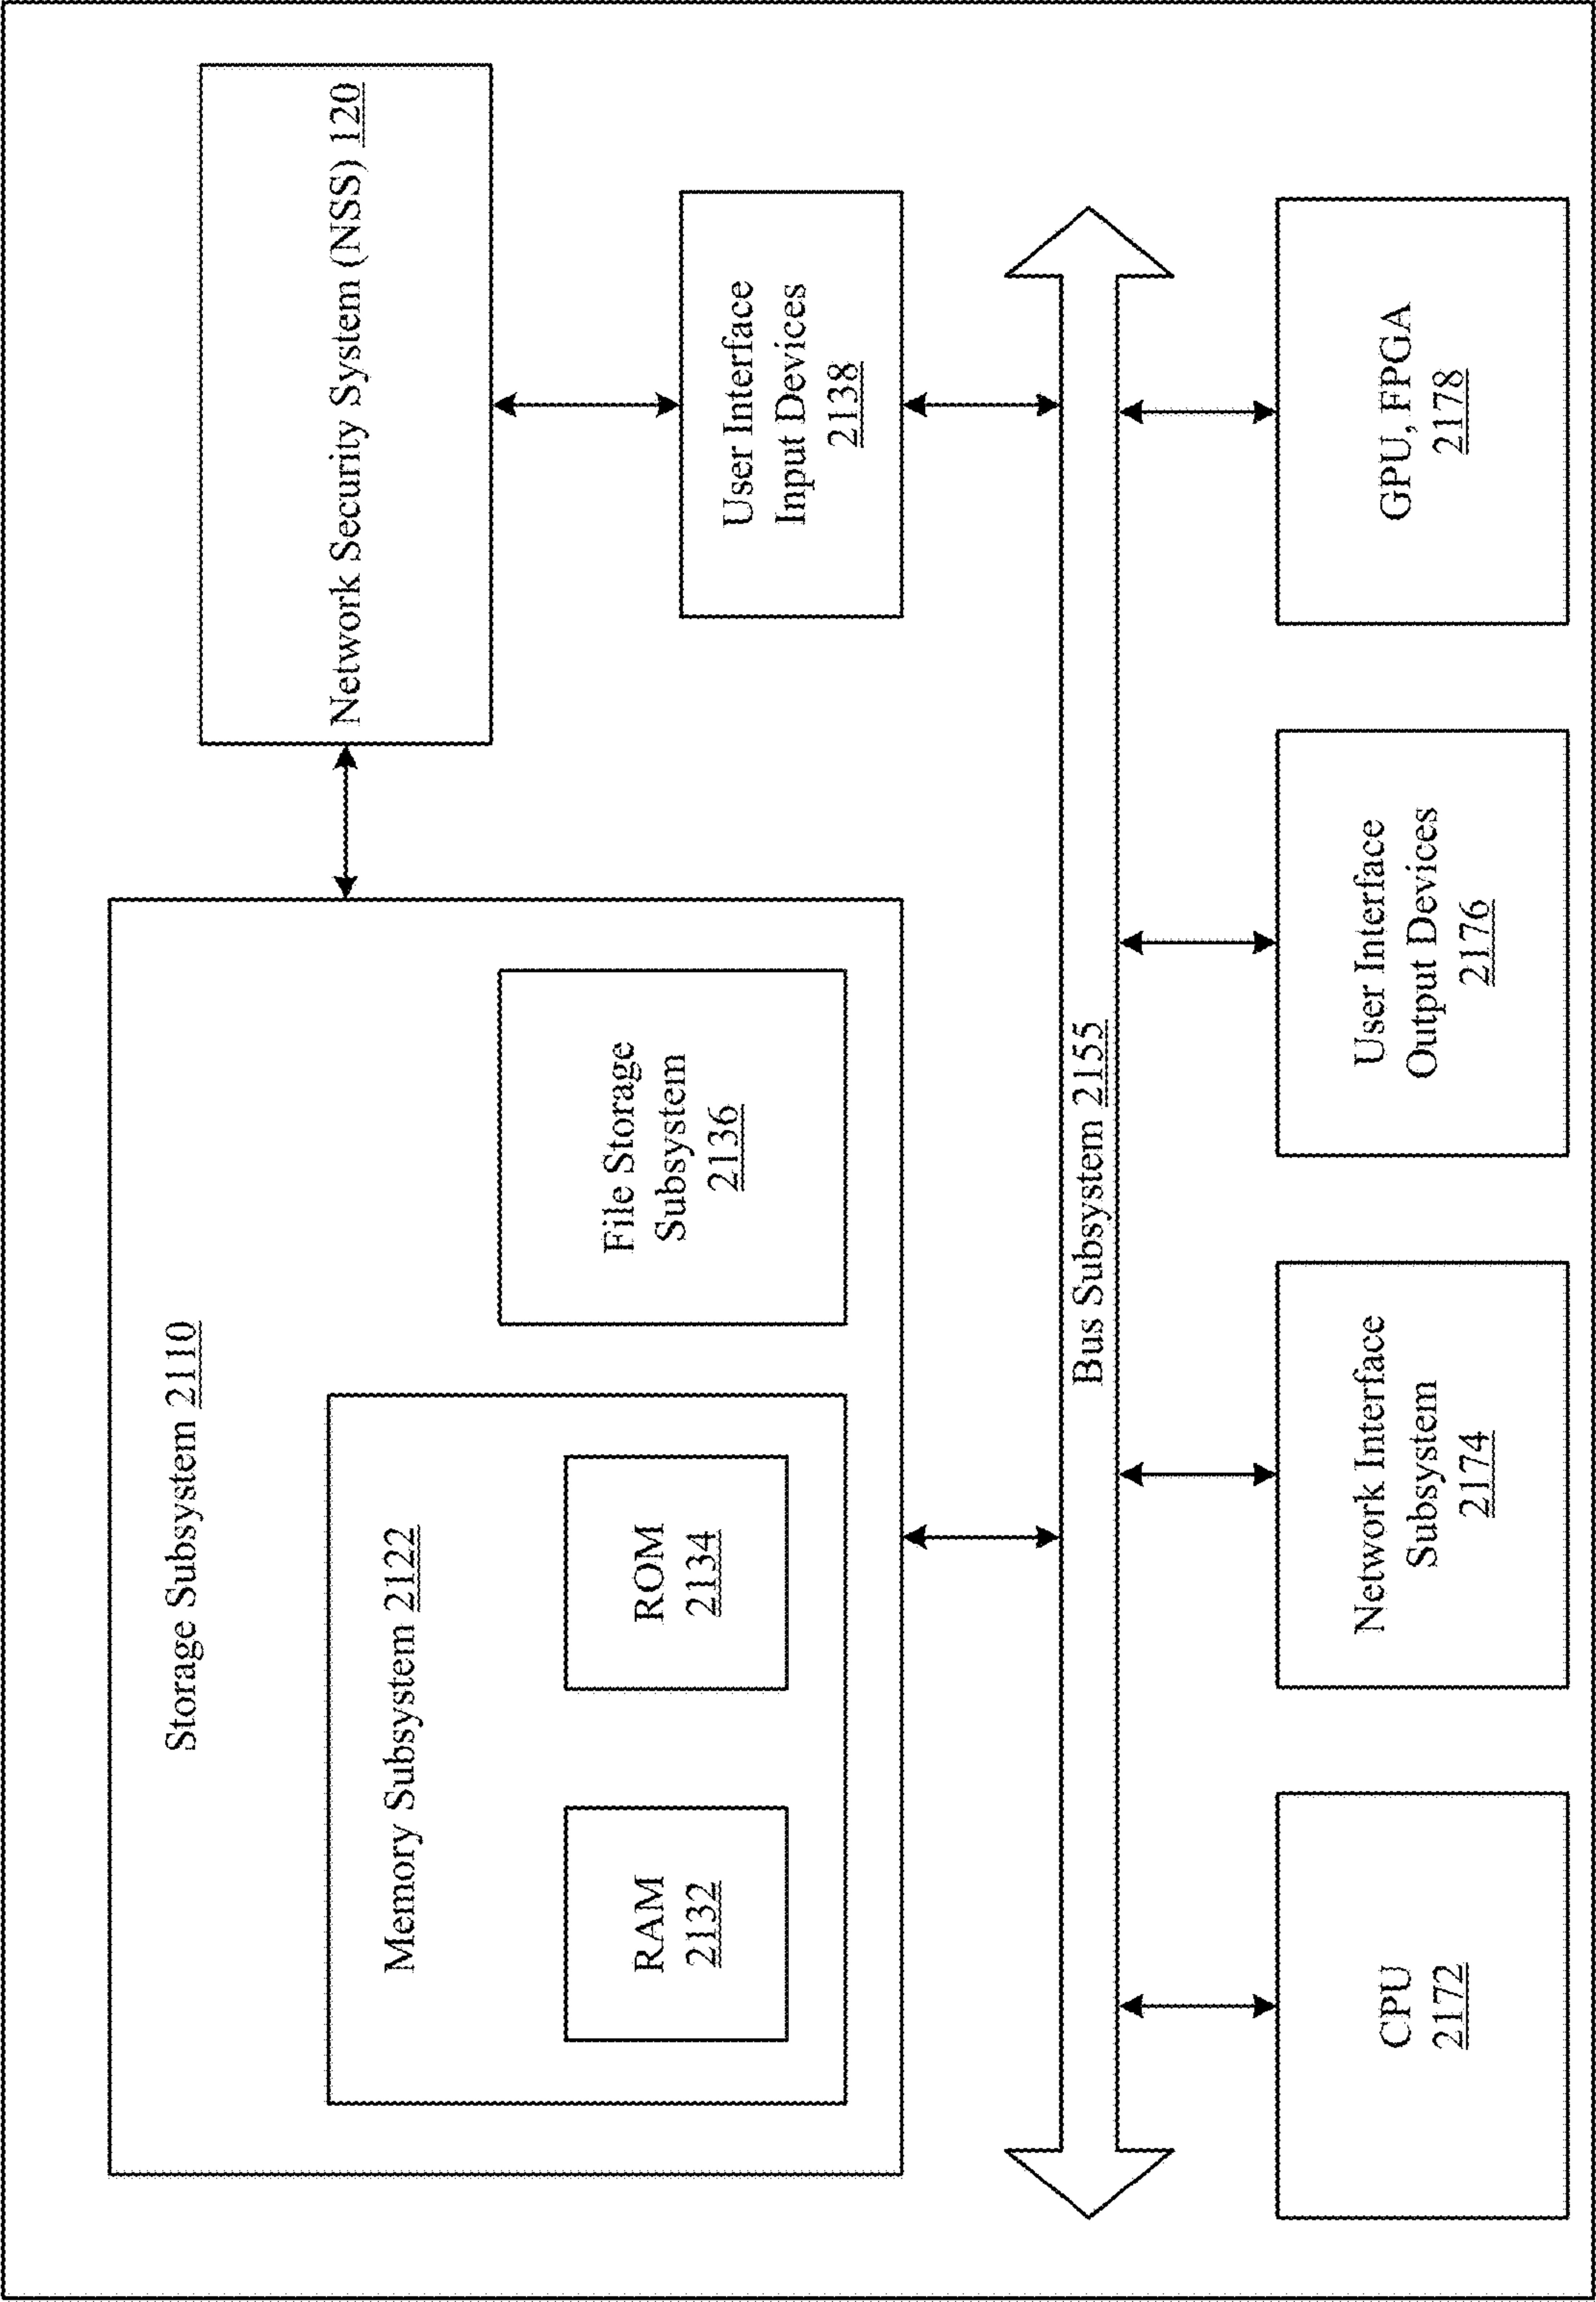 Storage Subsystem 2110
Network Security System (NSS) 120
Memory Subsystem 2122
RAM
2132
ROM
2134
File Storage
Subsystem
2136
User Interface
Input Devices
2138
Bus Subsystem 2155
CPU
2172
Network Interface
Subsystem
2174
User Interface
Output Devices
2176
GPU, FPGA
2178